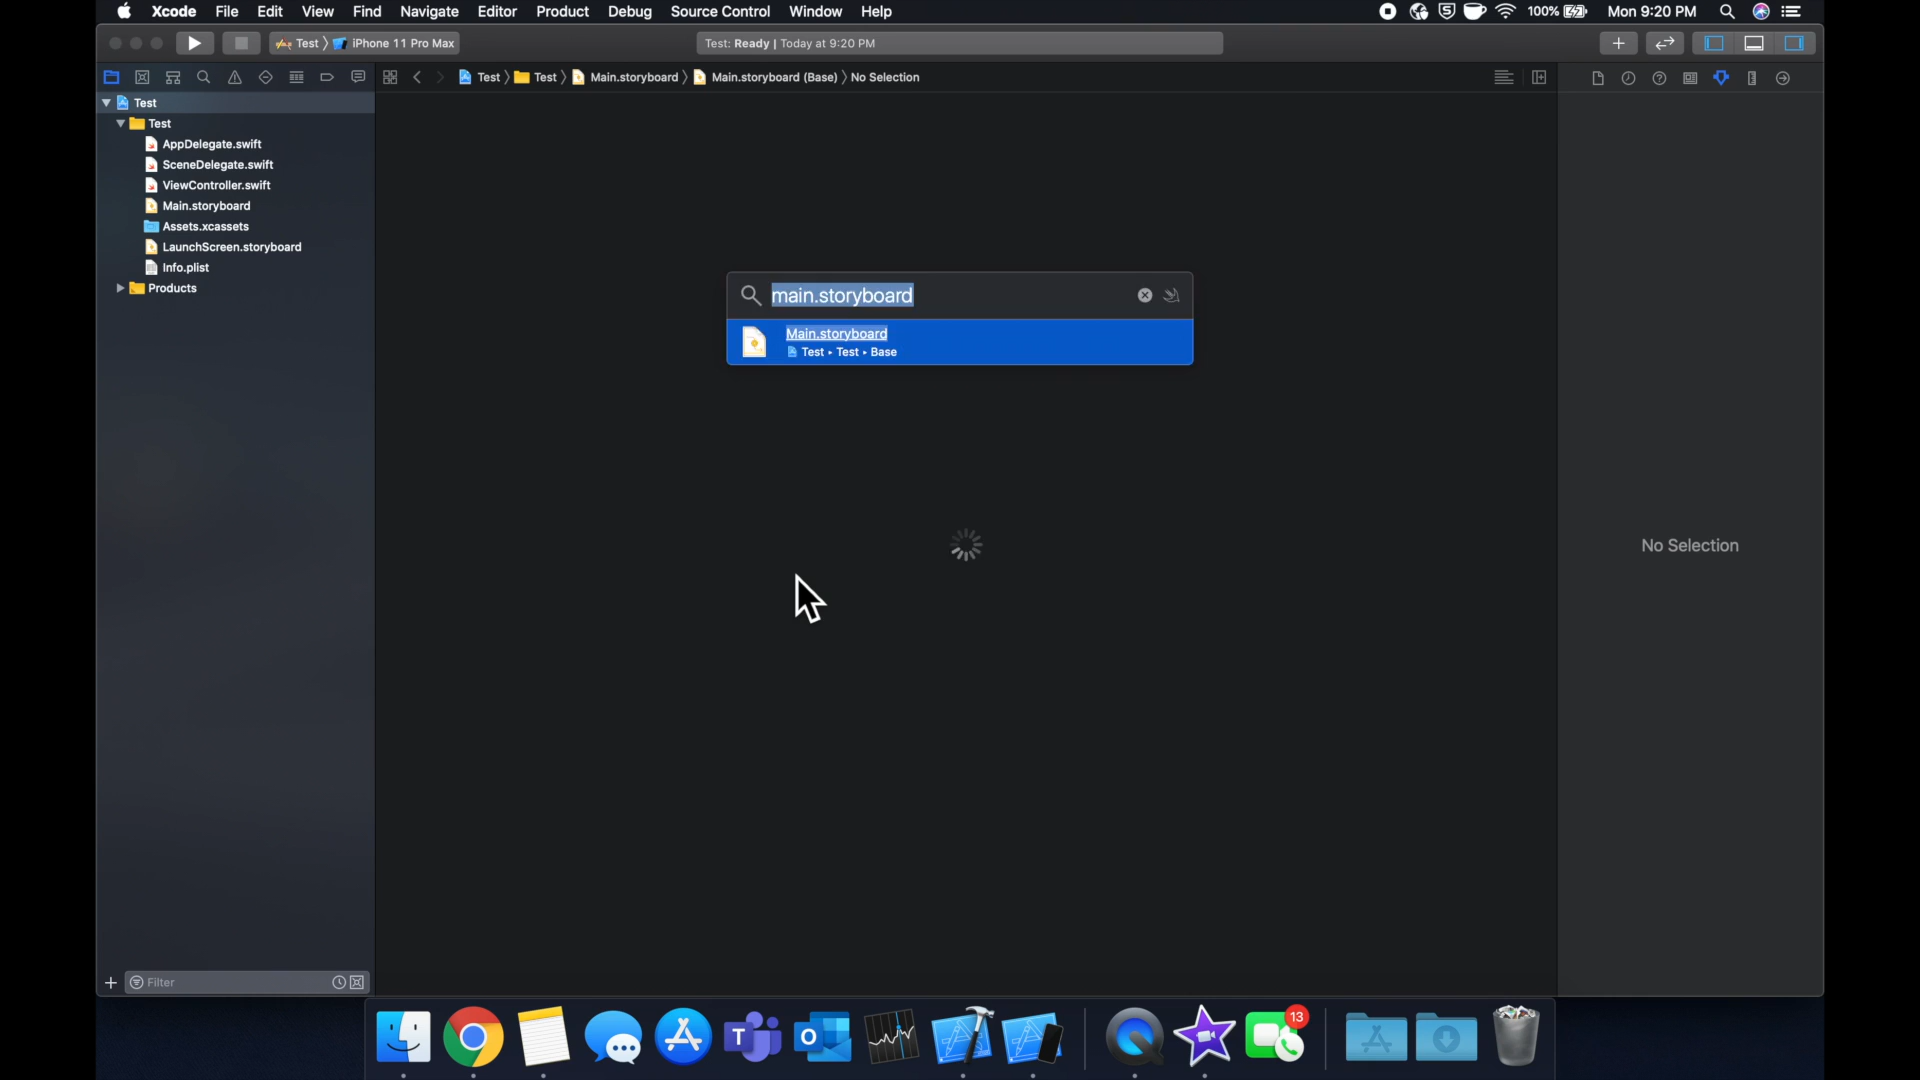 Xcode File Edit View Find Navigate Editor Product Debug Source Control Window Help
100% Mon 9:20 PM
Test iPhone 11 Pro Max
Test: Ready | Today at 9:20 PM
Test Test Main.storyboard Main.storyboard (Base) No Selection
Test
Test
AppDelegate.swift
SceneDelegate.swift
ViewController.swift
Main.storyboard
Assets.xcassets
LaunchScreen.storyboard
Info.plist
Products
main.storyboard
Main.storyboard
Test ▸ Test ▸ Base
No Selection
Filter
13